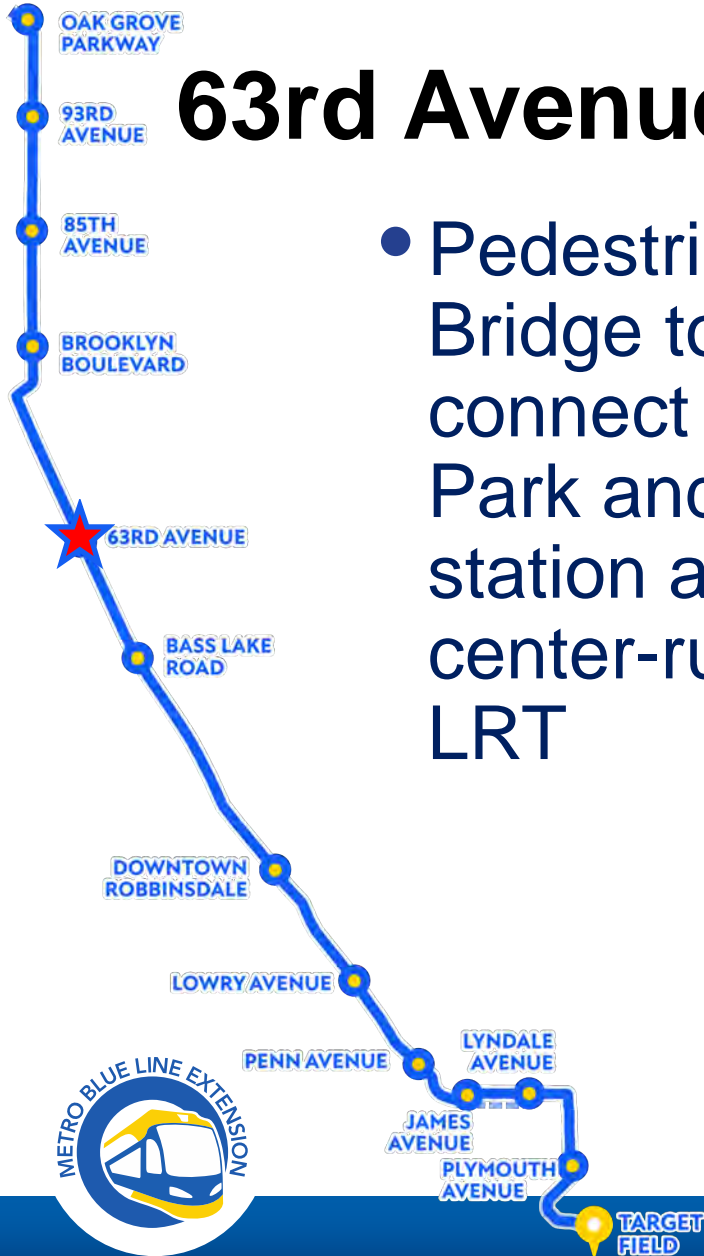 OAK GROVE
PARKWAY
63rd Avenue
93RD
AVENUE
85TH
AVENUE
• Pedestri
Bridge to
connect
Park and
station a
center-ru
LRT
BROOKLYN
BOULEVARD
63RD AVENUE
BASS LAKE
ROAD
DOWNTOWN
ROBBINSDALE
LOWRY AVENUE
PENN AVENUE
LYNDALE
AVENUE
JAMES
AVENUE
PLYMOUTH
AVENUE
TARGET
FIELD
METRO BLUE LINE EXTENSION